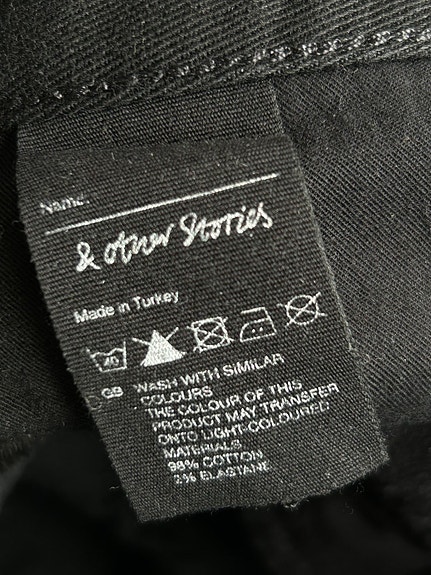 Name:
& Other Stories
Made in Turkey
40
GB WASH WITH SIMILAR
COLOURS
THE COLOUR OF THIS
PRODUCT MAY TRANSFER
ONTO LIGHT-COLOURED
MATERIALS
98% COTTON
2% ELASTANE